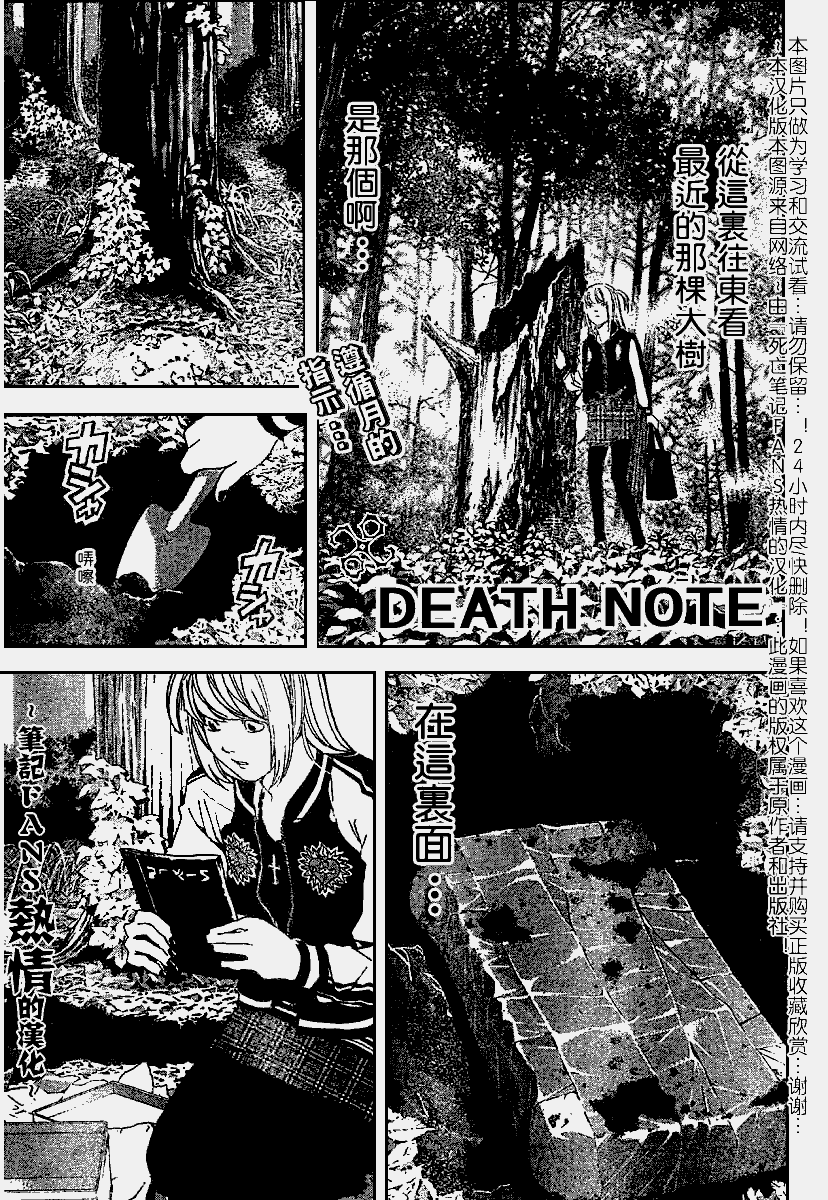 從這裏往東看
最近的那棵大樹
是那個啊…
遵循月的
指示…
DEATH NOTE
ザシュ
ザシュ
哢嚓
在這裏面…
~筆記FANS熱情的漢化~
本图片只做为学习和交流试看…请勿保留…！24小时内尽快删除！如果喜欢这个漫画…请支持并购买正版收藏欣赏…谢谢…
本汉化版本图源来自网络！由~死亡笔记FANS热情的汉化~！此漫画的版权属于原作者和出版社！